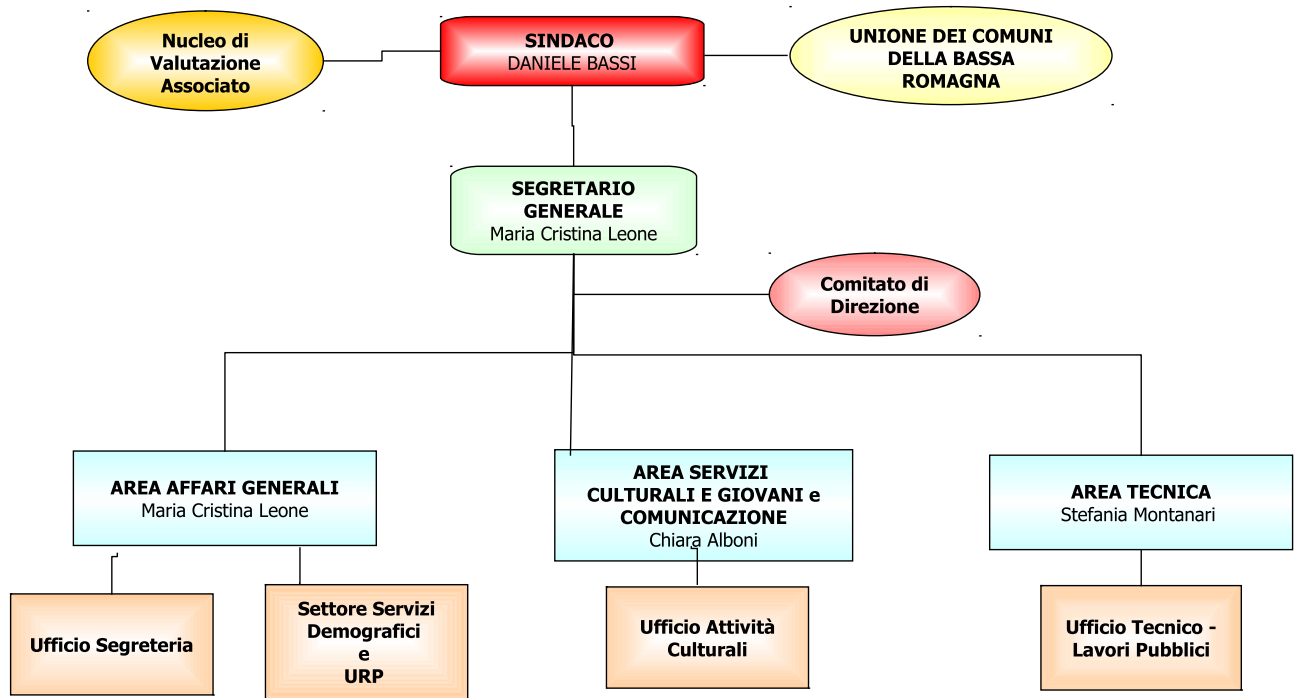 Nucleo di
Valutazione
Associato
SINDACO
DANIELE BASSI
UNIONE DEI COMUNI
DELLA BASSA
ROMAGNA
SEGRETARIO
GENERALE
Maria Cristina Leone
Comitato di
Direzione
AREA AFFARI GENERALI
Maria Cristina Leone
AREA SERVIZI
CULTURALI E GIOVANI e
COMUNICAZIONE
Chiara Alboni
AREA TECNICA
Stefania Montanari
Ufficio Segreteria
Settore Servizi
Demografici
e
URP
Ufficio Attività
Culturali
Ufficio Tecnico -
Lavori Pubblici